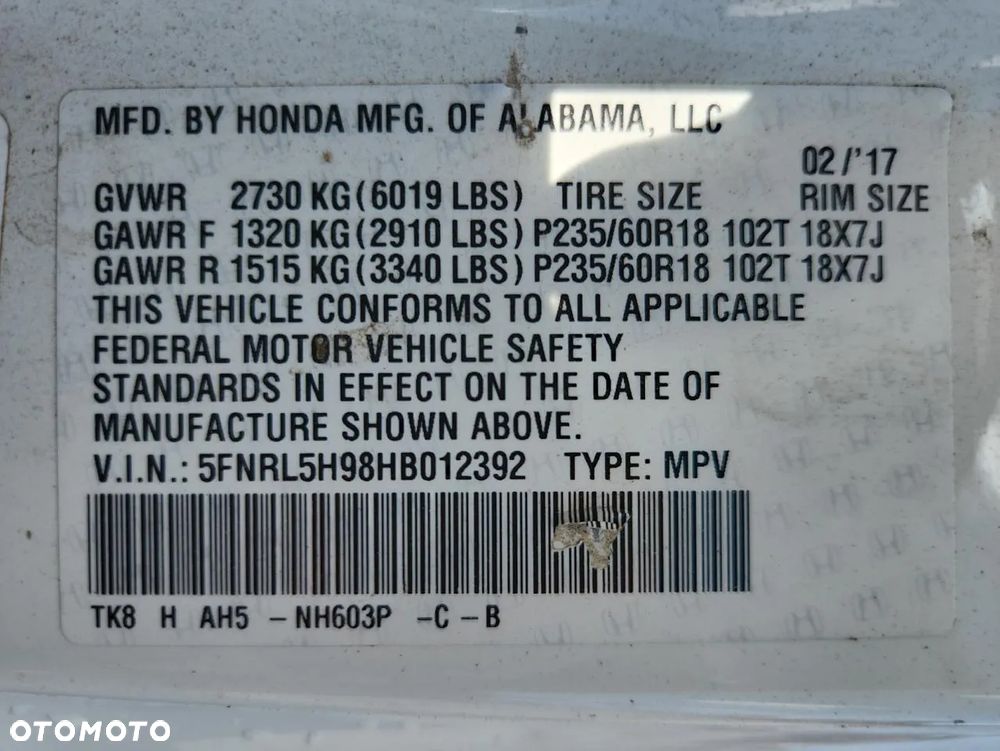 MFD. BY HONDA MFG. OF ALABAMA, LLC
02/'17
GVWR 2730 KG(6019 LBS) TIRE SIZE RIM SIZE
GAWR F 1320 KG(2910 LBS) P235/60R18 102T 18X7J
GAWR R 1515 KG(3340 LBS) P235/60R18 102T 18X7J
THIS VEHICLE CONFORMS TO ALL APPLICABLE
FEDERAL MOTOR VEHICLE SAFETY
STANDARDS IN EFFECT ON THE DATE OF
MANUFACTURE SHOWN ABOVE.
V.I.N.: 5FNRL5H98HB012392 TYPE: MPV
TK8 H AH5 -NH603P -C-B
OTOMOTO